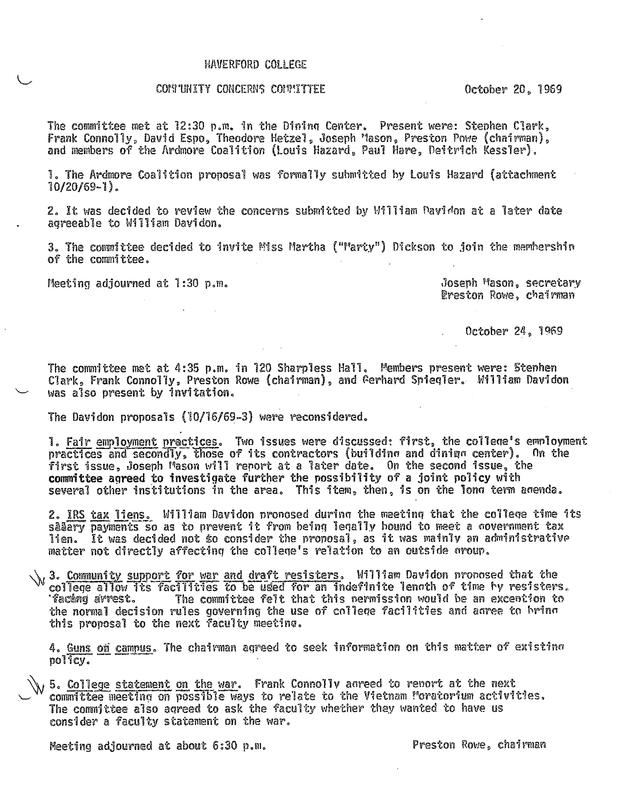 HAVERFORD COLLEGE
COMMUNITY CONCERNS COMMITTEE October 20, 1969
The committee met at 12:30 p.m. in the Dining Center. Present were: Stephen Clark,
Frank Connolly, David Espo, Theodore Hetzel, Joseph Mason, Preston Rowe (chairman),
and members of the Ardmore Coalition (Louis Hazard, Paul Hare, Deitrich Kessler).
1. The Ardmore Coalition proposal was formally submitted by Louis Hazard (attachment
10/20/69-1).
2. It was decided to review the concerns submitted by William Davidon at a later date
agreeable to William Davidon.
3. The committee decided to invite Miss Martha ("Marty") Dickson to join the membership
of the committee.
Meeting adjourned at 1:30 p.m. Joseph Mason, secretary
Preston Rowe, chairman
October 24, 1969
The committee met at 4:35 p.m. in 120 Sharpless Hall. Members present were: Stephen
Clark, Frank Connolly, Preston Rowe (chairman), and Gerhard Spiegler. William Davidon
was also present by invitation.
The Davidon proposals (10/16/69-3) were reconsidered.
1. Fair employment practices. Two issues were discussed: first, the college's employment
practices and secondly, those of its contractors (building and dining center). On the
first issue, Joseph Mason will report at a later date. On the second issue, the
committee agreed to investigate further the possibility of a joint policy with
several other institutions in the area. This item, then, is on the long term agenda.
2. IRS tax liens. William Davidon proposed during the meeting that the college time its
salary payments so as to prevent it from being legally bound to meet a government tax
lien. It was decided not to consider the proposal, as it was mainly an administrative
matter not directly affecting the college's relation to an outside group.
3. Community support for war and draft resisters. William Davidon proposed that the
college allow its facilities to be used for an indefinite length of time by resisters.
facing arrest. The committee felt that this permission would be an exception to
the normal decision rules governing the use of college facilities and agree to bring
this proposal to the next faculty meeting.
4. Guns on campus. The chairman agreed to seek information on this matter of existing
policy.
5. College statement on the war. Frank Connolly agreed to report at the next
committee meeting on possible ways to relate to the Vietnam Moratorium activities.
The committee also agreed to ask the faculty whether they wanted to have us
consider a faculty statement on the war.
Meeting adjourned at about 6:30 p.m. Preston Rowe, chairman